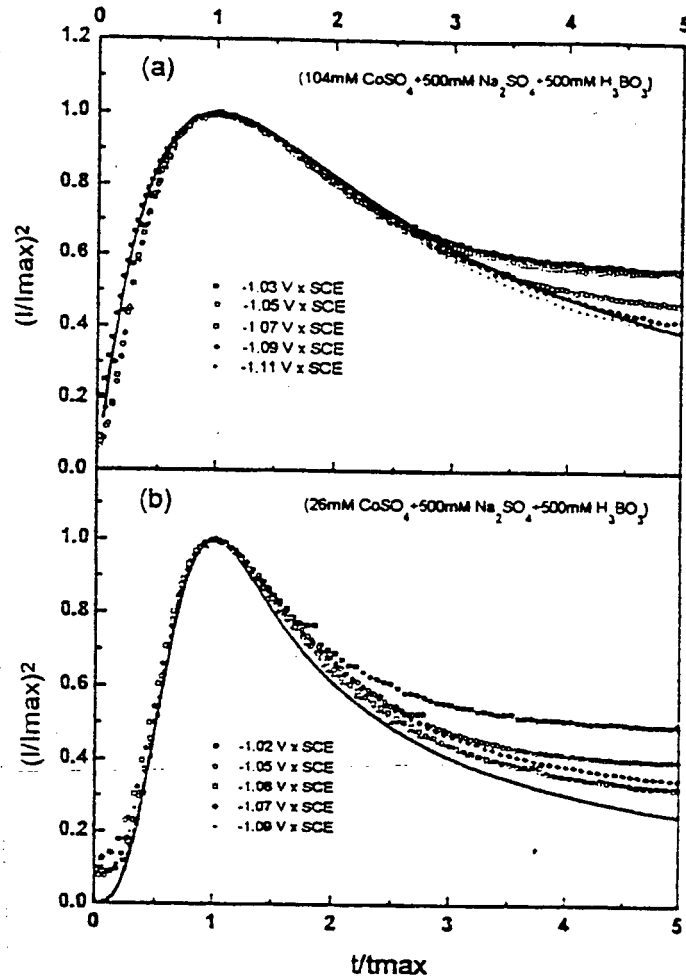 0 1 2 3 4 5
1.2
(a)
(104mM CoSO4+500mM Na2SO4+500mM H3BO3)
1.0
0.8
(I/Imax)2
0.6
-1.03 V x SCE
-1.05 V x SCE
0.4
-1.07 V x SCE
-1.09 V x SCE
-1.11 V x SCE
0.2
0.0
(b)
(26mM CoSO4+500mM Na2SO4+500mM H3BO3)
1.0
0.8
(I/Imax)2
0.6
0.4
-1.02 V x SCE
-1.05 V x SCE
-1.06 V x SCE
0.2
-1.07 V x SCE
-1.09 V x SCE
0.0
0 1 2 3 4 5
t/tmax